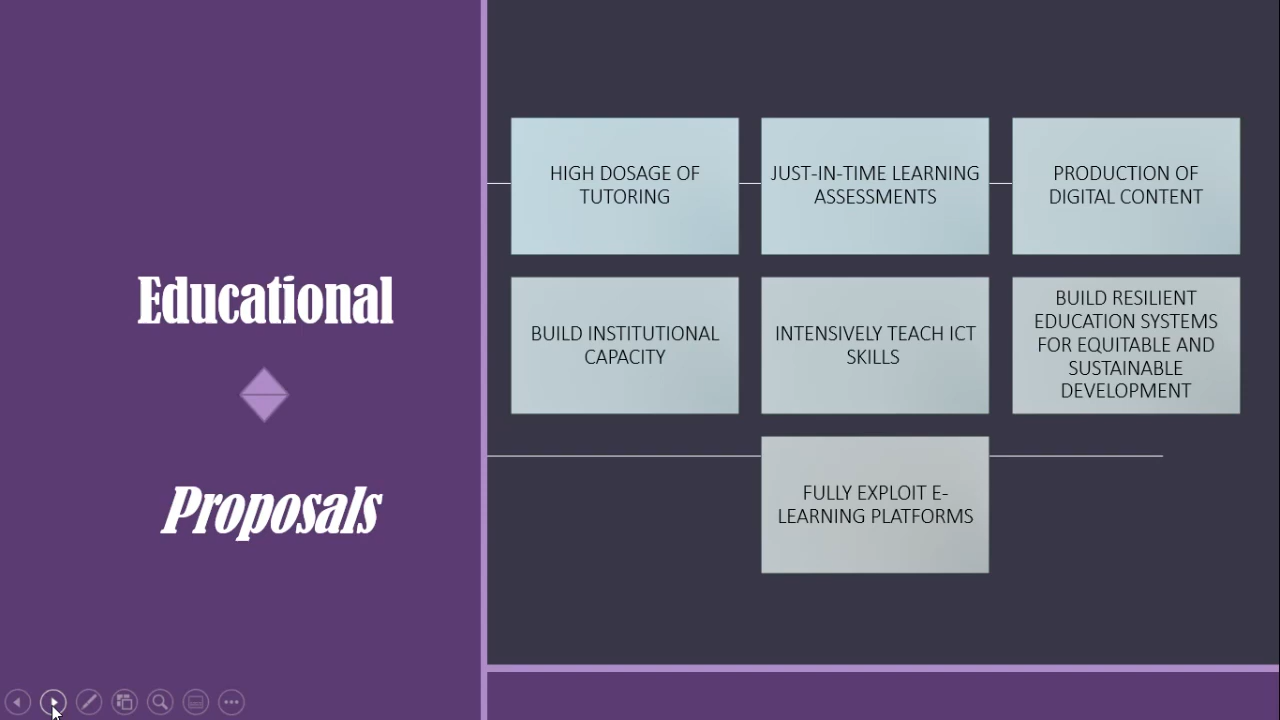 Educational
Proposals
HIGH DOSAGE OF
TUTORING
JUST-IN-TIME LEARNING
ASSESSMENTS
PRODUCTION OF
DIGITAL CONTENT
BUILD INSTITUTIONAL
CAPACITY
INTENSIVELY TEACH ICT
SKILLS
BUILD RESILIENT
EDUCATION SYSTEMS
FOR EQUITABLE AND
SUSTAINABLE
DEVELOPMENT
FULLY EXPLOIT E-
LEARNING PLATFORMS